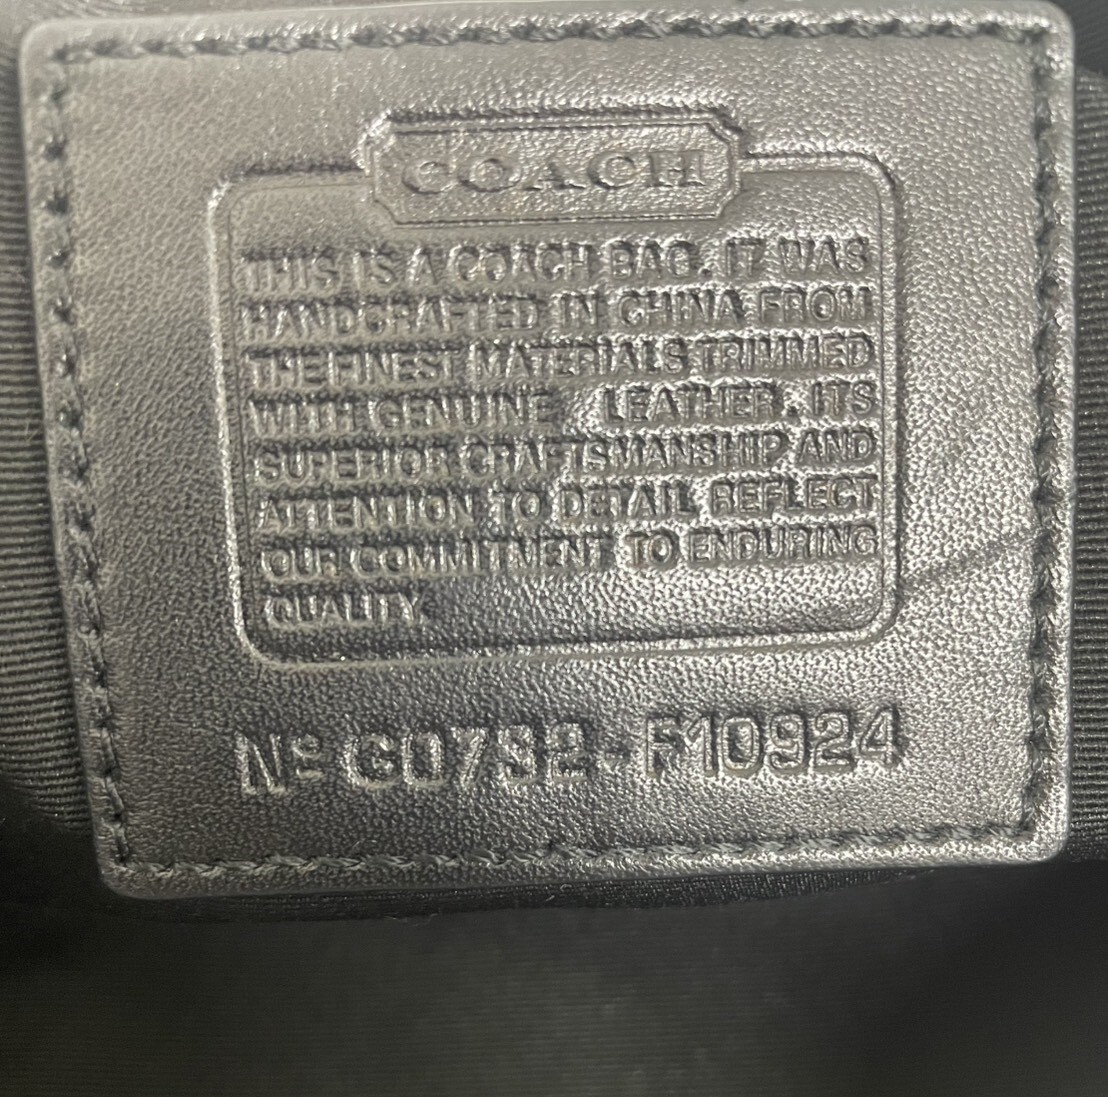 COACH
THIS IS A COACH BAG. IT WAS
HANDCRAFTED IN CHINA FROM
THE FINEST MATERIALS TRIMMED
WITH GENUINE LEATHER. ITS
SUPERIOR CRAFTSMANSHIP AND
ATTENTION TO DETAIL REFLECT
OUR COMMITMENT TO ENDURING
QUALITY.
Nº G0732-F10924